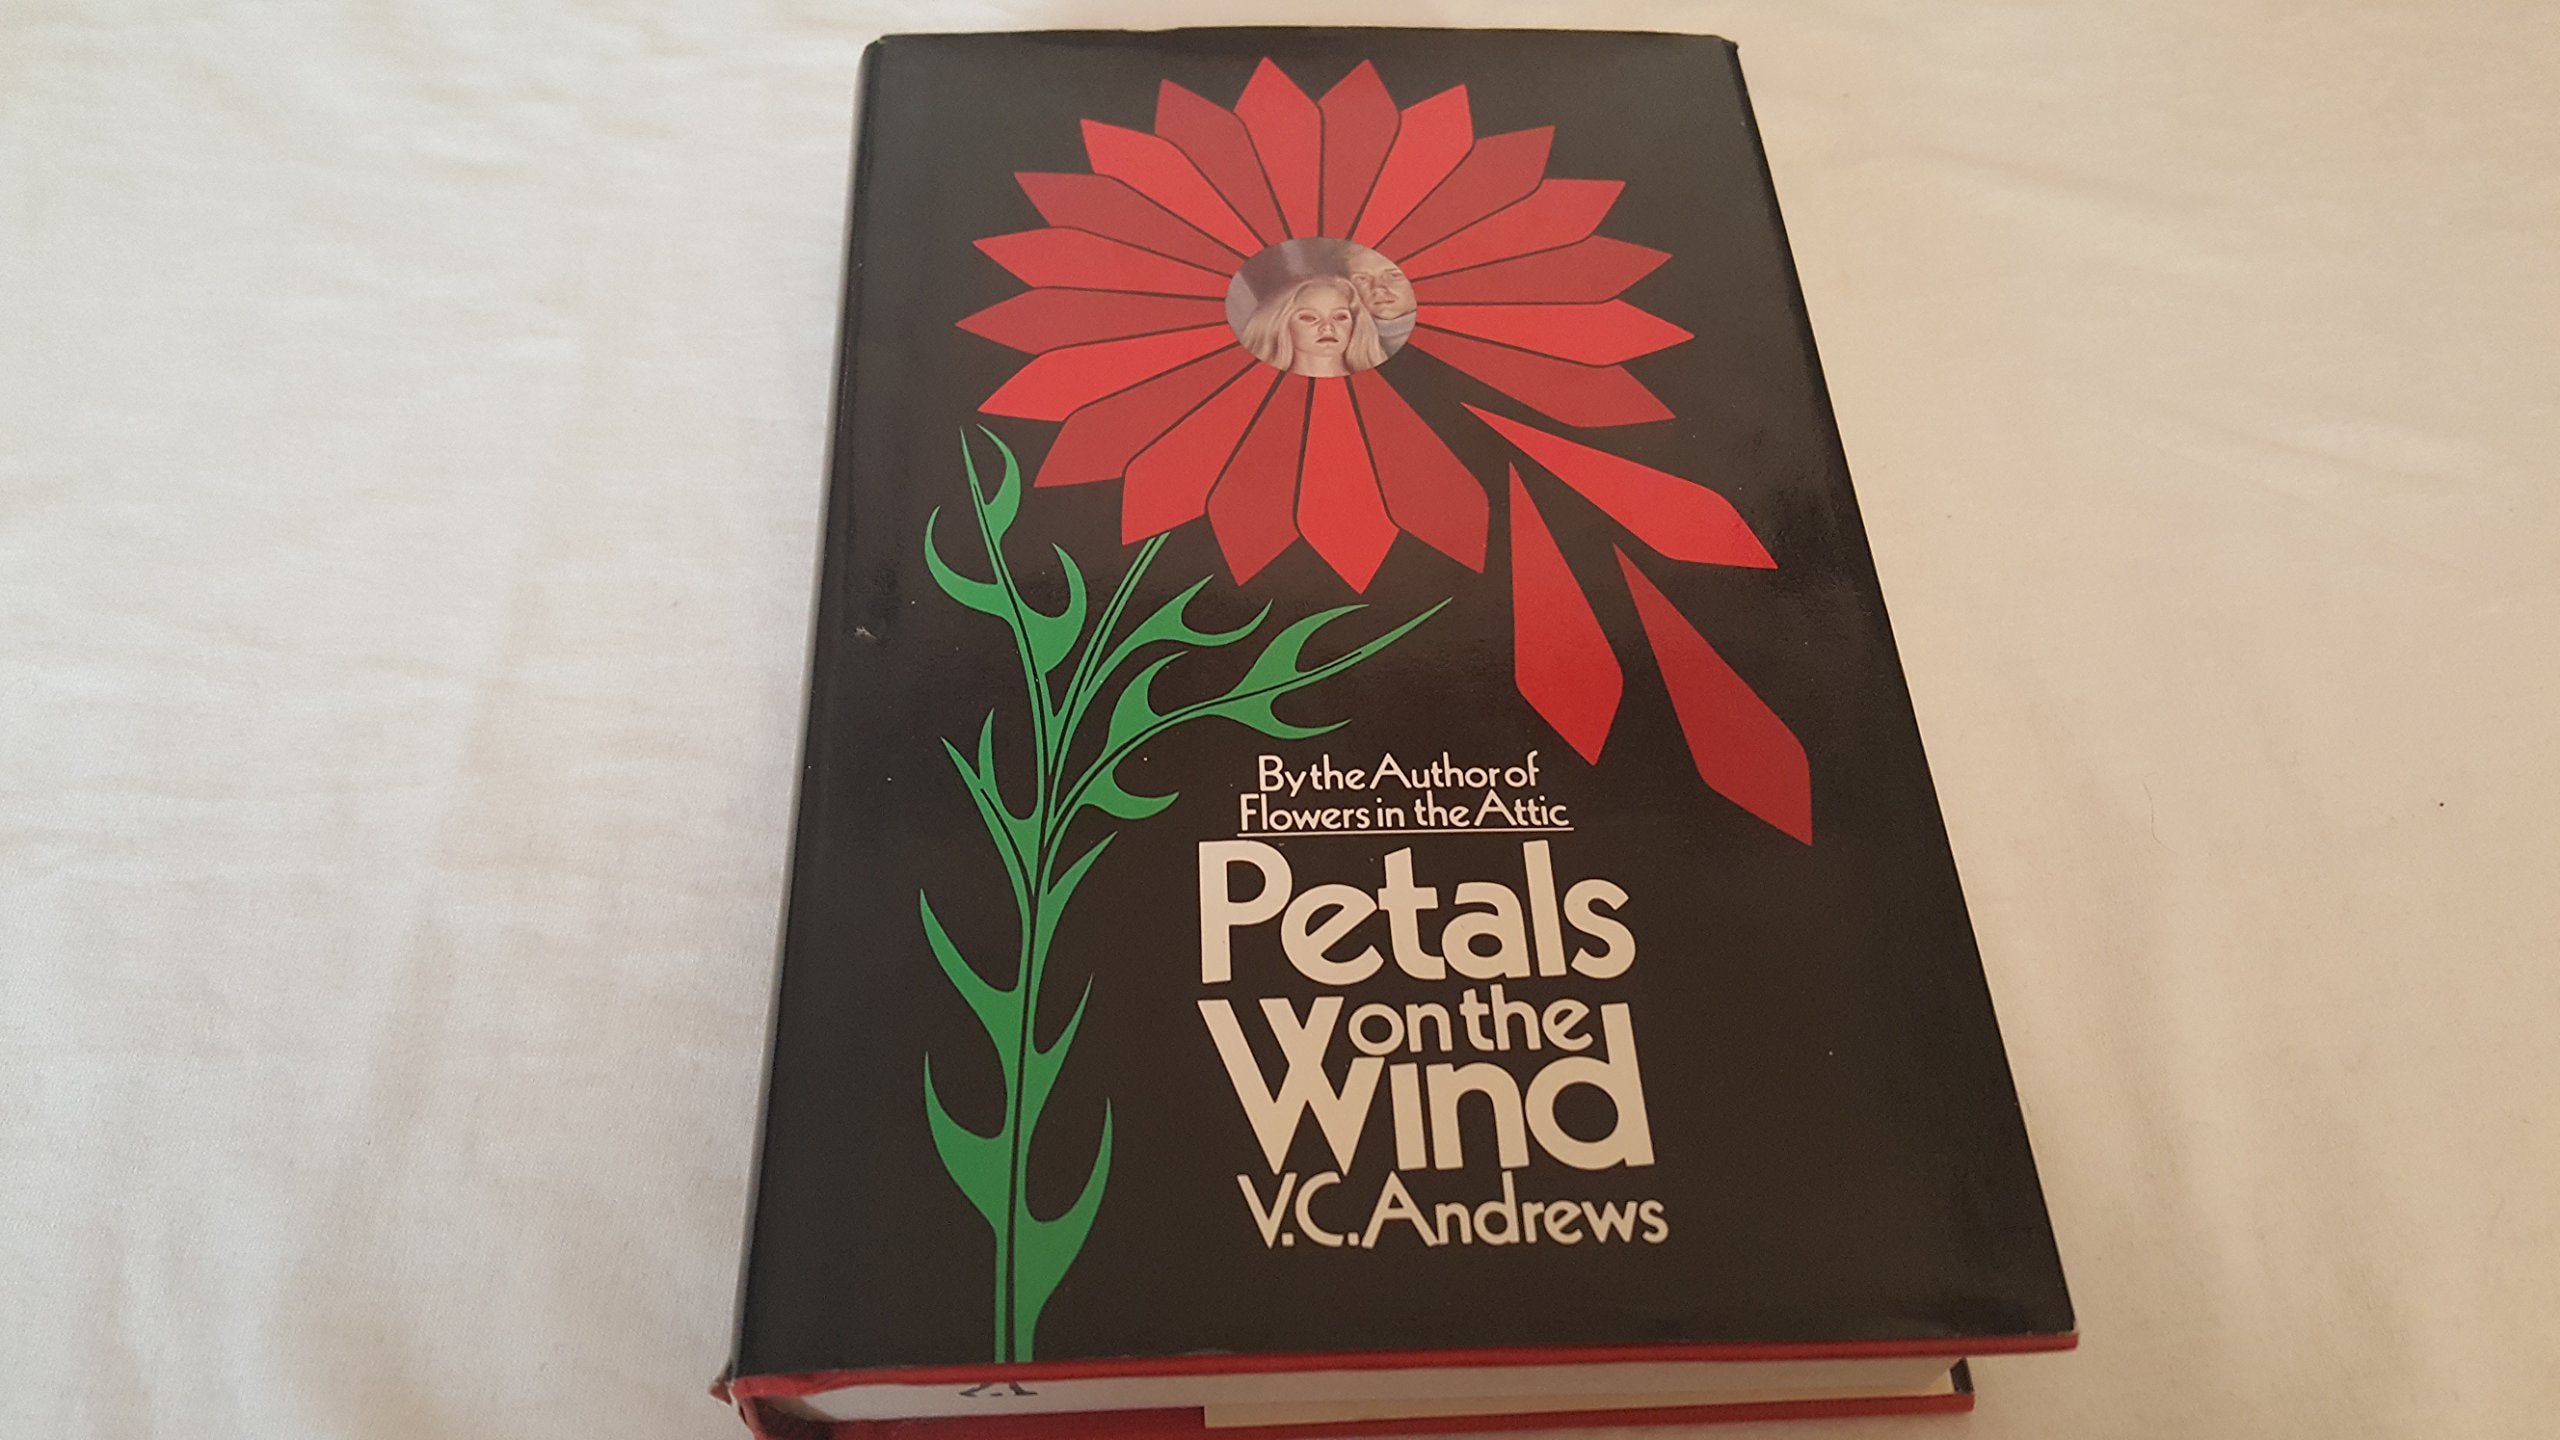 By the Author of
Flowers in the Attic
Petals
on the
Wind
V.C. Andrews